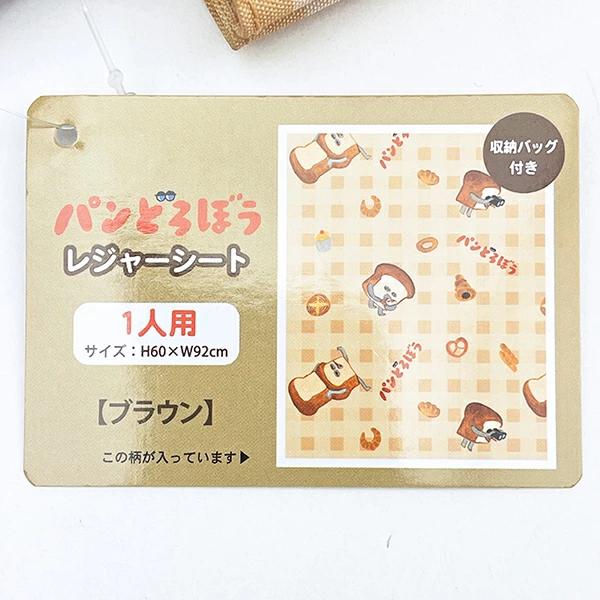 パンどろぼう
レジャーシート
1人用
サイズ：H60×W92cm
【ブラウン】
この柄が入っています▶
収納バッグ
付き
パンどろぼう
パンどろぼう
パンどろ